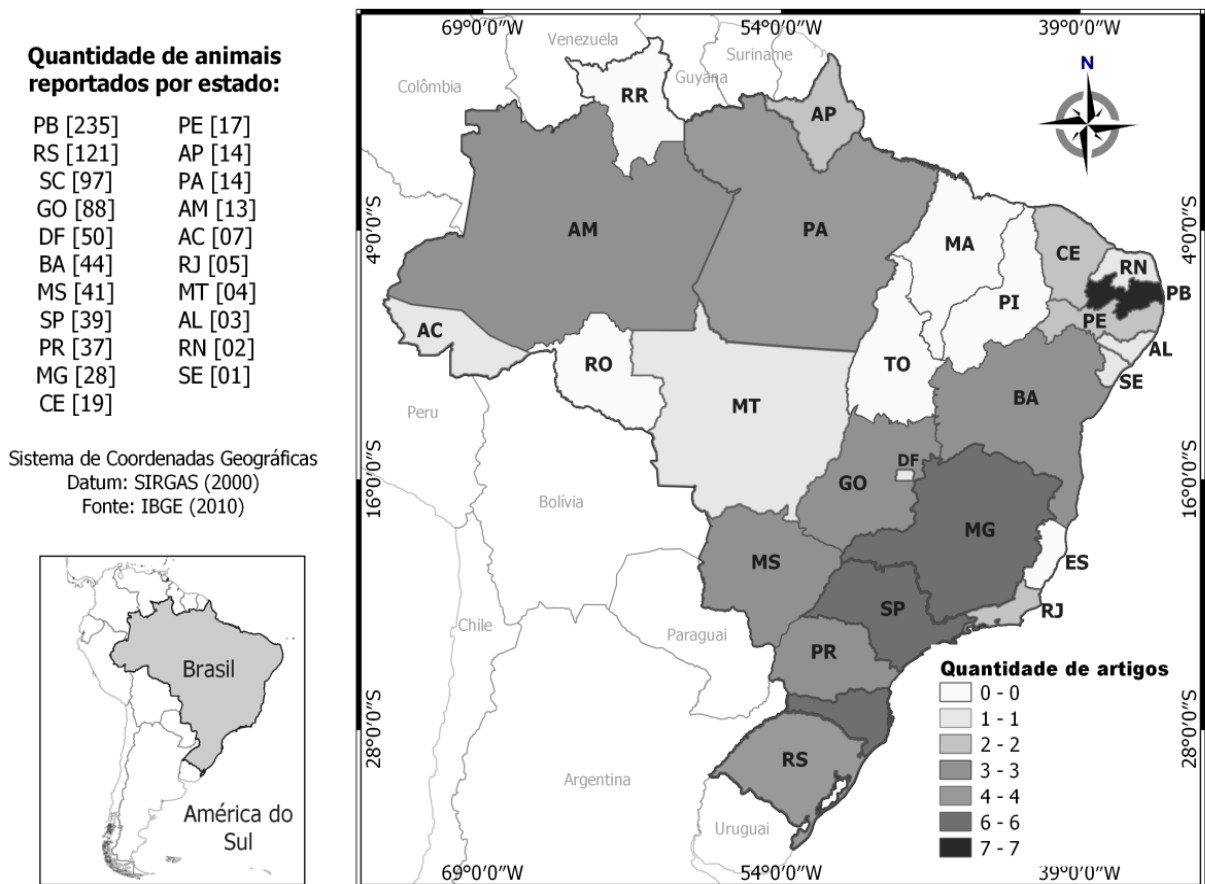 Quantidade de animais
reportados por estado:
PB [235]
RS [121]
SC [97]
GO [88]
DF [50]
BA [44]
MS [41]
SP [39]
PR [37]
MG [28]
CE [19]
PE [17]
AP [14]
PA [14]
AM [13]
AC [07]
RJ [05]
MT [04]
AL [03]
RN [02]
SE [01]
Sistema de Coordenadas Geográficas
Datum: SIRGAS (2000)
Fonte: IBGE (2010)
Brasil
América do
Sul
69°0'0"W
54°0'0"W
39°0'0"W
4°0'0"S
4°0'0"S
16°0'0"S
16°0'0"S
28°0'0"S
28°0'0"S
69°0'0"W
54°0'0"W
39°0'0"W
N
Venezuela
Suriname
Guyana
Colômbia
RR
AP
AM
PA
MA
CE
RN
PB
PI
PE
AL
SE
AC
RO
TO
BA
MT
Peru
DF
GO
Bolívia
MG
MS
ES
SP
RJ
Chile
Paraguai
PR
RS
Argentina
Uruguai
Quantidade de artigos
0 - 0
1 - 1
2 - 2
3 - 3
4 - 4
6 - 6
7 - 7